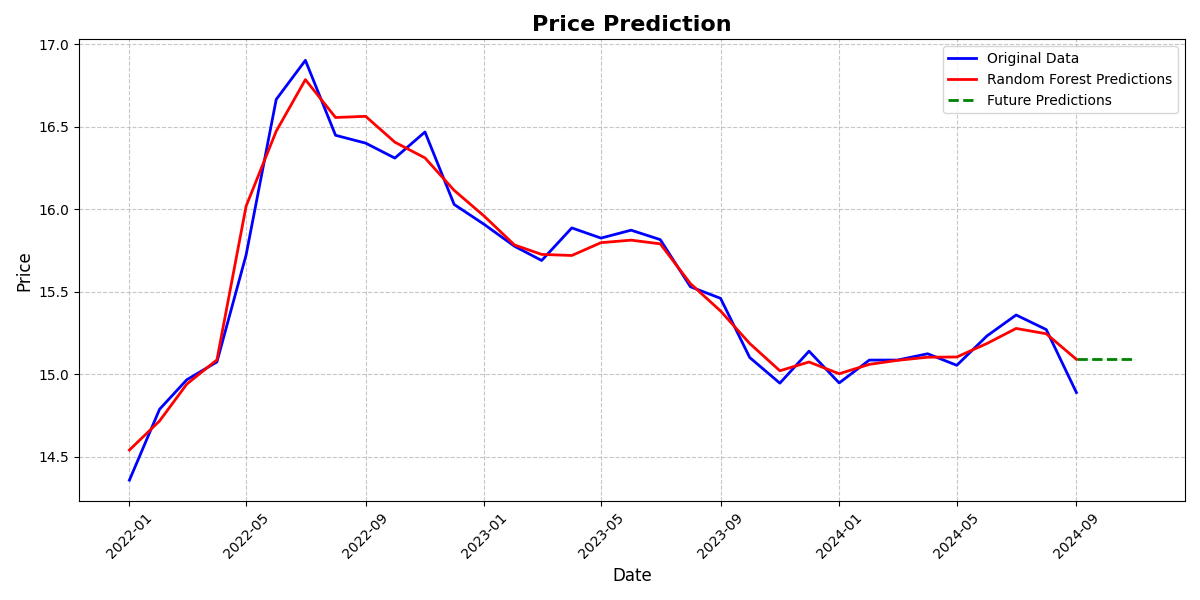 Price Prediction
Original Data
Random Forest Predictions
Future Predictions
Price
17.0
16.5
16.0
15.5
15.0
14.5
2022-01
2022-05
2022-09
2023-01
2023-05
2023-09
2024-01
2024-05
2024-09
Date